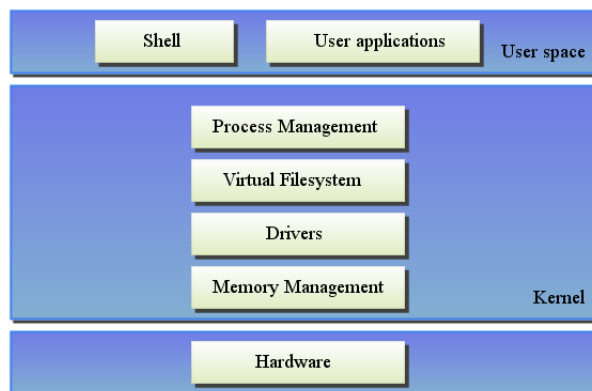 Shell
User applications
User space
Process Management
Virtual Filesystem
Drivers
Memory Management
Kernel
Hardware